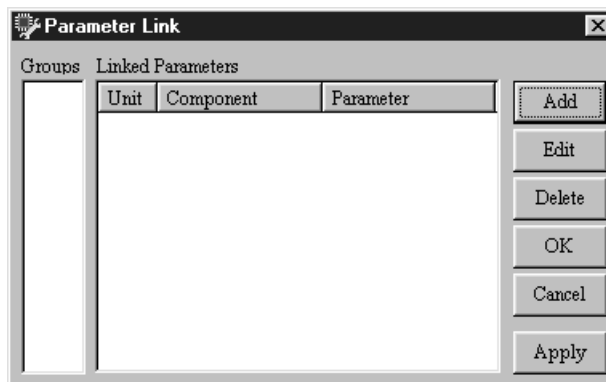 Parameter Link
Groups Linked Parameters
Unit Component Parameter
Add
Edit
Delete
OK
Cancel
Apply